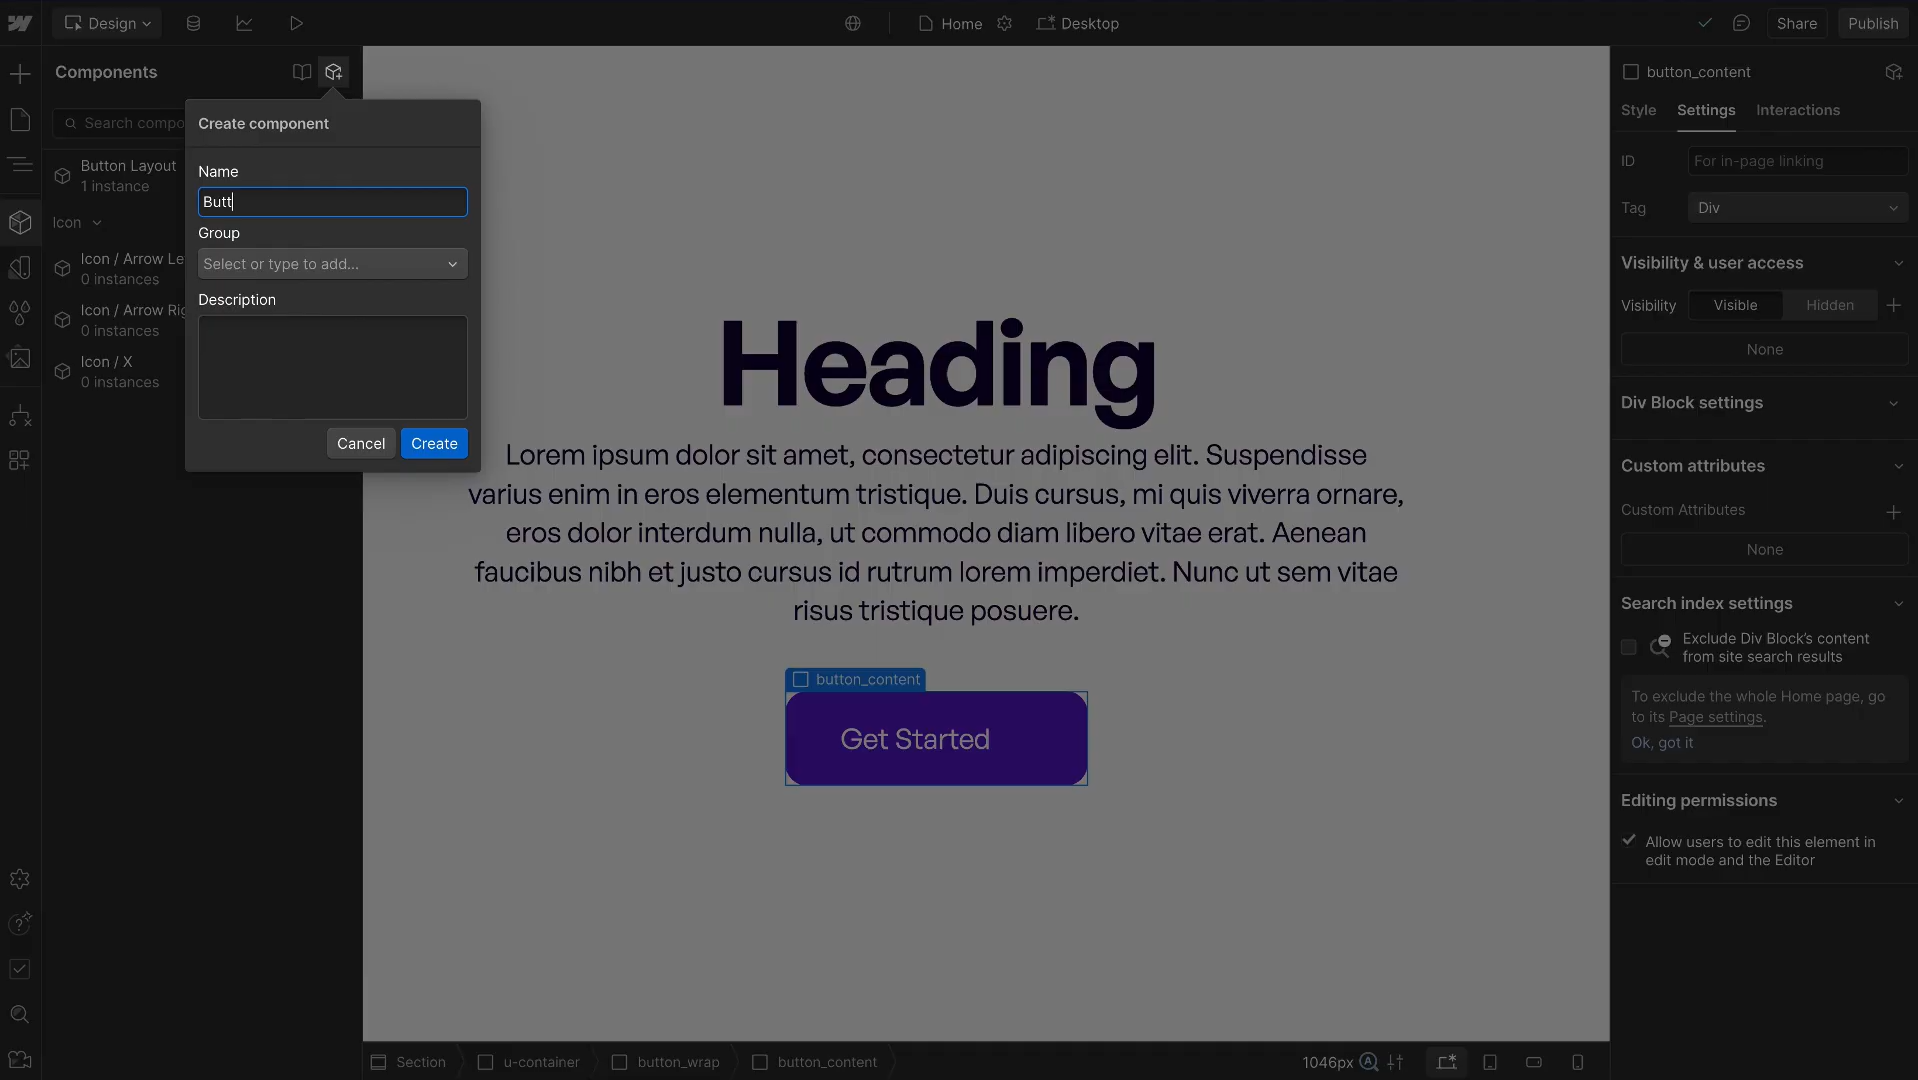 Design
Home
Desktop
Share
Publish
Components
Search compo
Button Layout
1 instance
Icon
Icon / Arrow Le
0 instances
Icon / Arrow Rig
0 instances
Icon / X
0 instances
Create component
Name
Butt
Group
Select or type to add...
Description
Cancel
Create
Heading
Lorem ipsum dolor sit amet, consectetur adipiscing elit. Suspendisse
varius enim in eros elementum tristique. Duis cursus, mi quis viverra ornare,
eros dolor interdum nulla, ut commodo diam libero vitae erat. Aenean
faucibus nibh et justo cursus id rutrum lorem imperdiet. Nunc ut sem vitae
risus tristique posuere.
button_content
Get Started
button_content
Style
Settings
Interactions
ID
For in-page linking
Tag
Div
Visibility & user access
Visibility
Visible
Hidden
None
Div Block settings
Custom attributes
Custom Attributes
None
Search index settings
Exclude Div Block's content
from site search results
To exclude the whole Home page, go
to its Page settings.
Ok, got it
Editing permissions
Allow users to edit this element in
edit mode and the Editor
Section
u-container
button_wrap
button_content
1046px